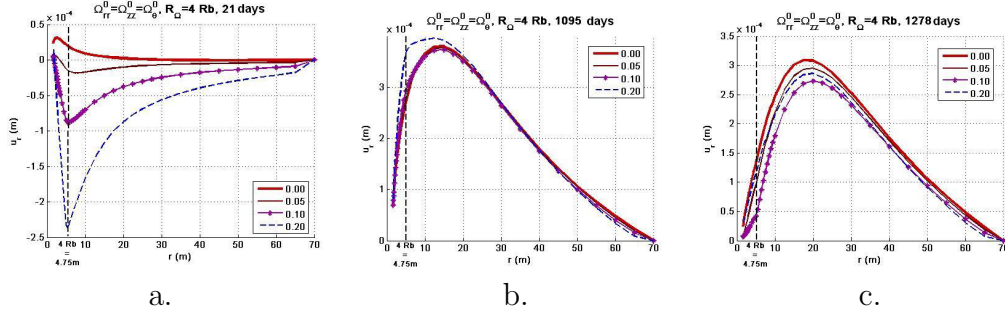 Ω⁰rr=Ω⁰zz=Ω⁰θ, RΩ=4 Rb, 21 days
x 10⁻⁴
0.5
0
-0.5
-1
-1.5
-2
-2.5
ur (m)
0.00
0.05
0.10
0.20
4 Rb
=
4.75m
10 20 30 40 50 60 70
r (m)
a.
Ω⁰rr=Ω⁰zz=Ω⁰θ, RΩ=4 Rb, 1095 days
x 10⁻⁴
3
2
1
0
ur (m)
0.00
0.05
0.10
0.20
0 4 Rb 10 20 30 40 50 60 70
=
4.75m
r (m)
b.
Ω⁰rr=Ω⁰zz=Ω⁰θ, RΩ=4 Rb, 1278 days
x 10⁻⁴
3.5
3
2.5
2
1.5
1
0.5
0
ur (m)
0.00
0.05
0.10
0.20
0 4 Rb 10 20 30 40 50 60 70
=
4.75m
r (m)
c.